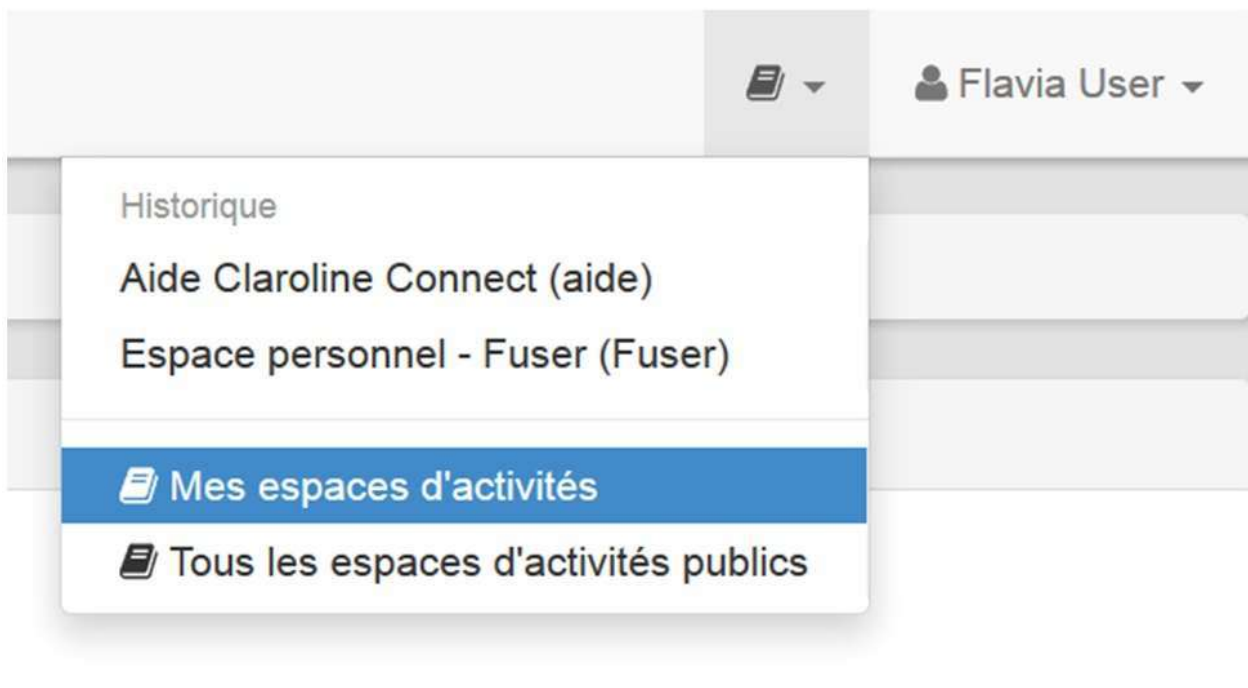 Flavia User
Historique
Aide Claroline Connect (aide)
Espace personnel - Fuser (Fuser)
Mes espaces d'activités
Tous les espaces d'activités publics